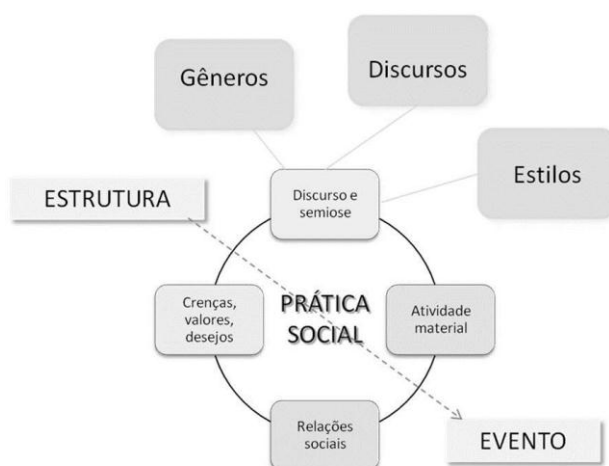 Gêneros
Discursos
Estilos
ESTRUTURA
Discurso e
semiose
Crenças,
valores,
desejos
PRÁTICA
SOCIAL
Atividade
material
Relações
sociais
EVENTO